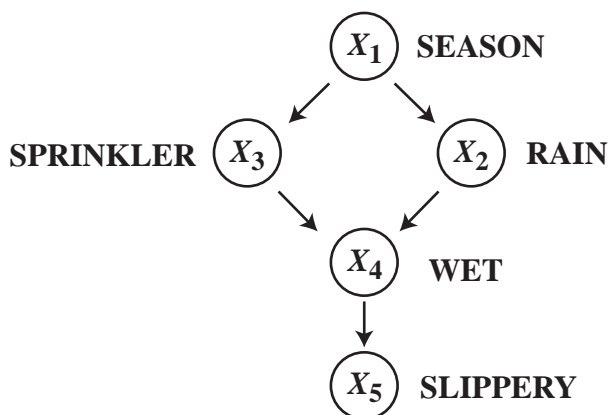 X1 SEASON
SPRINKLER X3 X2 RAIN
X4 WET
X5 SLIPPERY